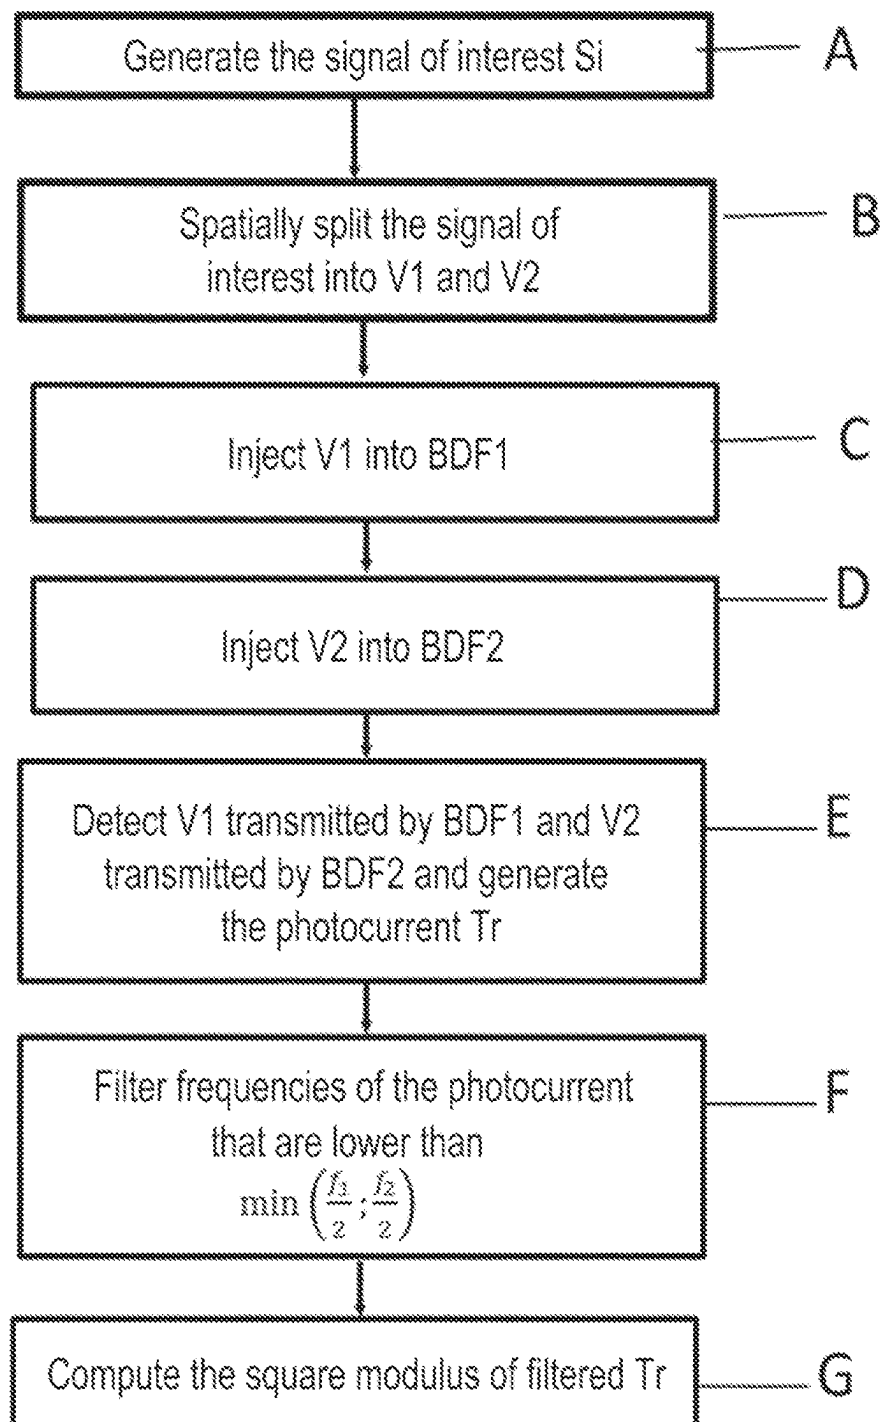 Generate the signal of interest Si
A
Spatially split the signal of
interest into V1 and V2
B
Inject V1 into BDF1
C
Inject V2 into BDF2
D
Detect V1 transmitted by BDF1 and V2
transmitted by BDF2 and generate
the photocurrent Tr
E
Filter frequencies of the photocurrent
that are lower than
min (f₁/2 ; f₂/2)
F
Compute the square modulus of filtered Tr
G